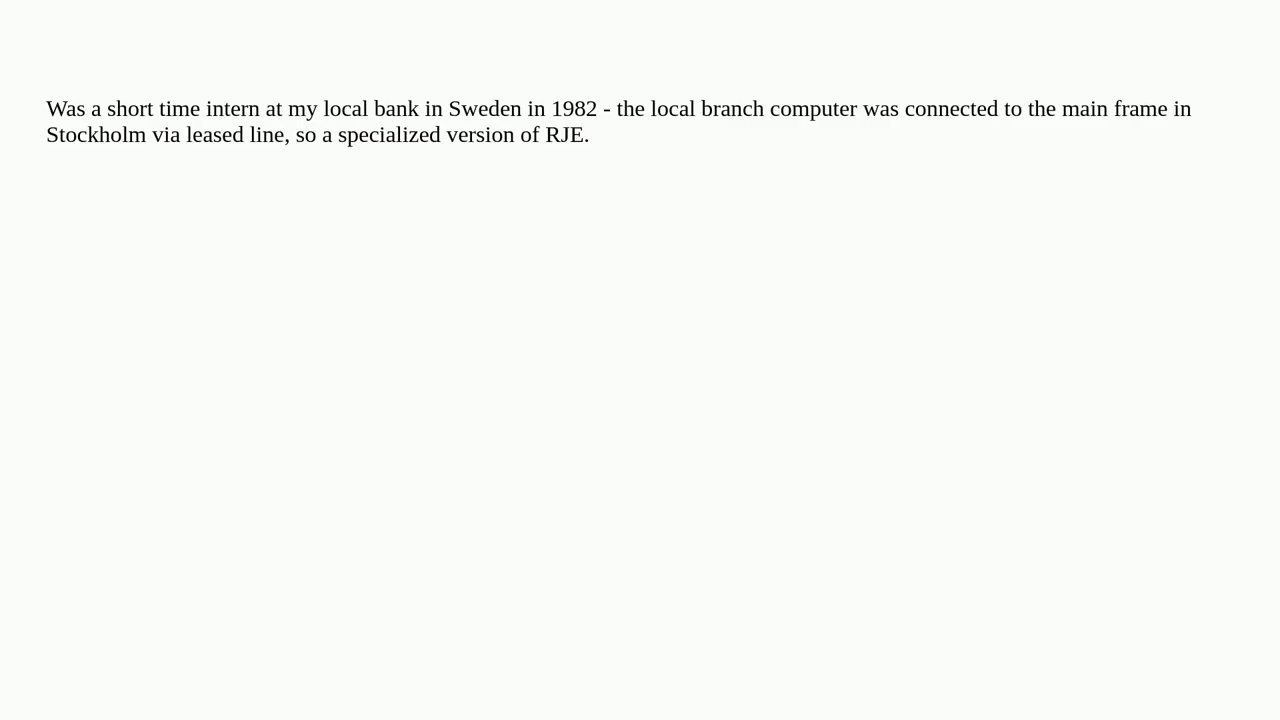 Was a short time intern at my local bank in Sweden in 1982 - the local branch computer was connected to the main frame in
Stockholm via leased line, so a specialized version of RJE.